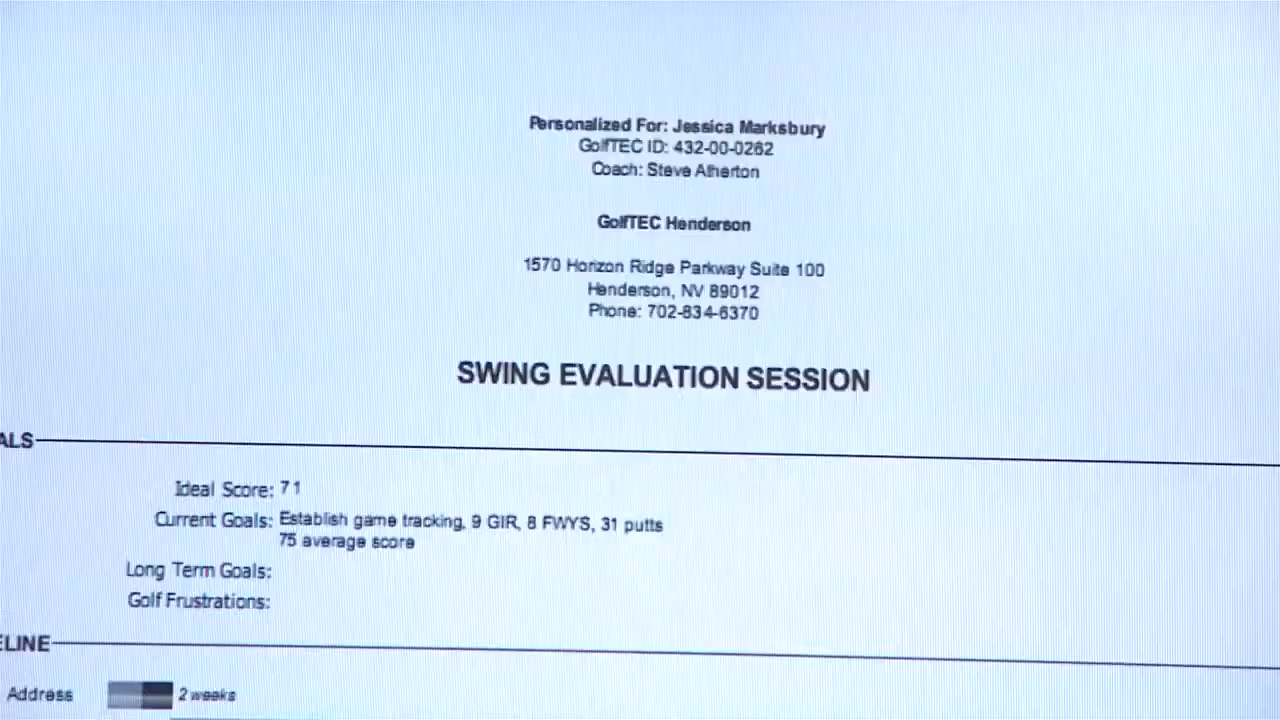 Personalized For: Jessica Marksbury
GolfTEC ID: 432-00-0262
Coach: Steve Atherton
GolfTEC Henderson
1570 Horizon Ridge Parkway Suite 100
Henderson, NV 89012
Phone: 702-834-6370
SWING EVALUATION SESSION
ALS
Ideal Score: 71
Current Goals: Establish game tracking, 9 GIR, 8 FWYS, 31 putts
75 average score
Long Term Goals:
Golf Frustrations:
ELINE
Address 2 weeks